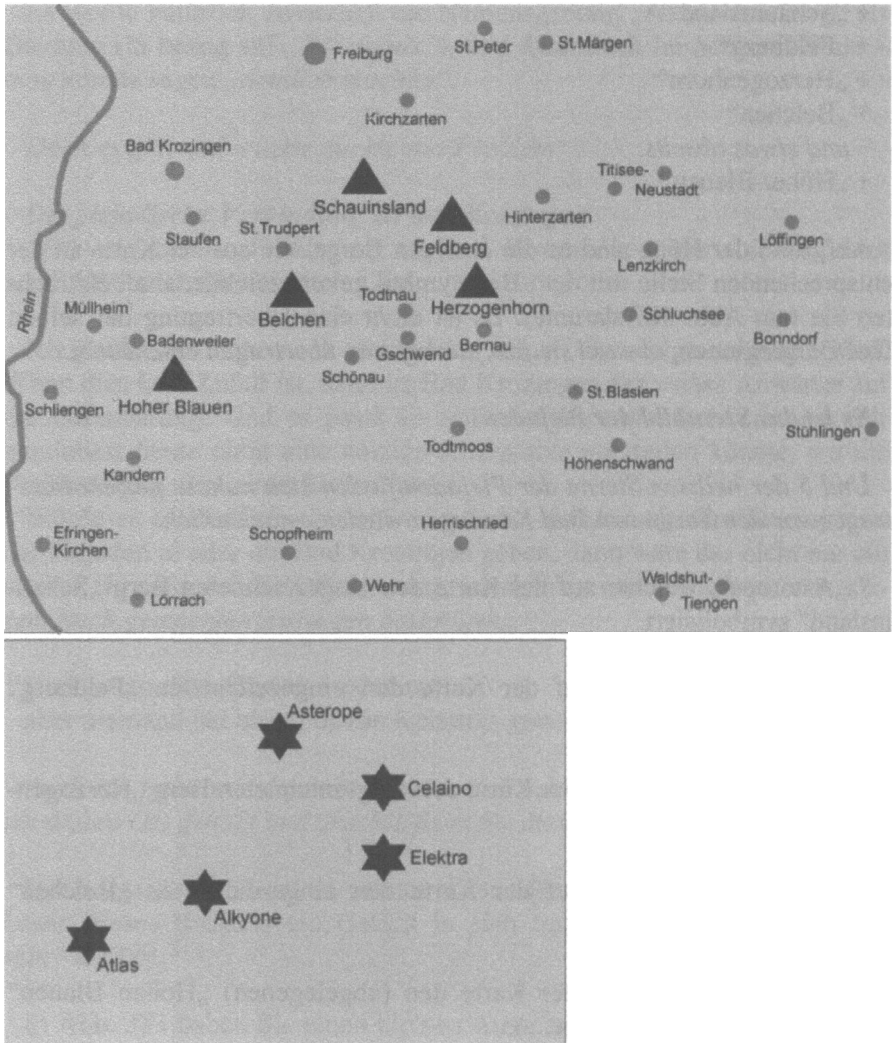 Freiburg
St.Peter
St.Märgen
Kirchzarten
Bad Krozingen
Schauinsland
Titisee-
Neustadt
Hinterzarten
Staufen
St.Trudpert
Feldberg
Lenzkirch
Löffingen
Rhein
Müllheim
Belchen
Todtnau
Herzogenhorn
Schluchsee
Bonndorf
Badenweiler
Gschwend
Bernau
Schönau
Schliengen
Hoher Blauen
St.Blasien
Stühlingen
Todtmoos
Höhenschwand
Kandern
Efringen-
Kirchen
Schopfheim
Herrischried
Lörrach
Wehr
Waldshut-
Tiengen
Asterope
Celaino
Elektra
Alkyone
Atlas